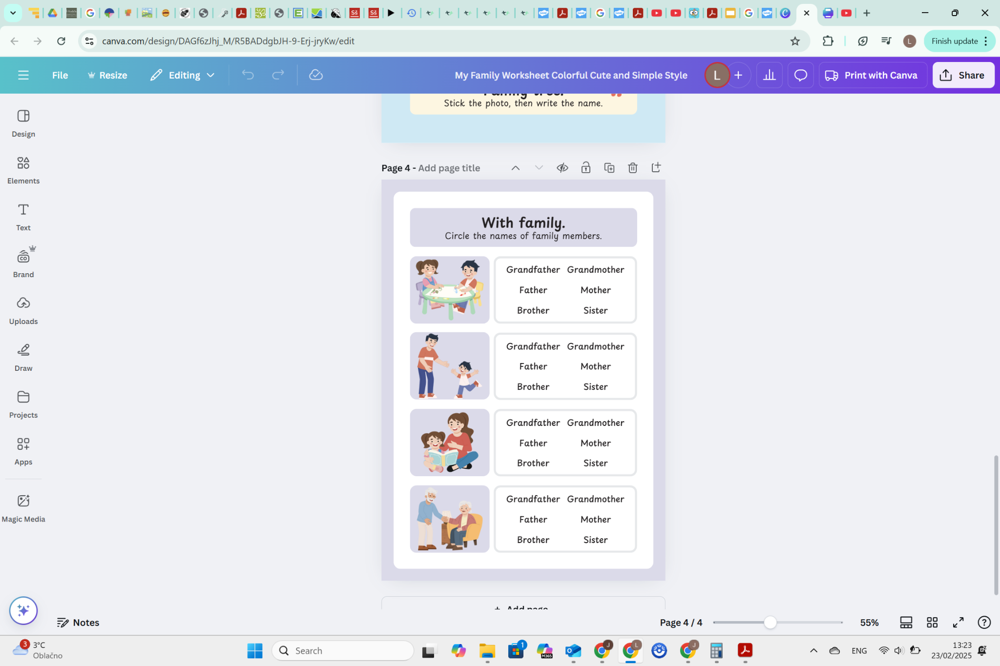 canva.com/design/DAGf6zJhj_M/R5BADdgbJH-9-Erj-jryKw/edit
L
Finish update
File
Resize
Editing
My Family Worksheet Colorful Cute and Simple Style
L
Print with Canva
Share
Design
Elements
Text
Brand
Uploads
Draw
Projects
Apps
Magic Media
Family tree.
Stick the photo, then write the name.
Page 4 - Add page title
With family.
Circle the names of family members.
Grandfather Grandmother
Father Mother
Brother Sister
Grandfather Grandmother
Father Mother
Brother Sister
Grandfather Grandmother
Father Mother
Brother Sister
Grandfather Grandmother
Father Mother
Brother Sister
+ Add page
Notes
Page 4 / 4
55%
3
3°C
Oblačno
Search
1
M365
J
L
J
ENG
13:23
23/02/2025